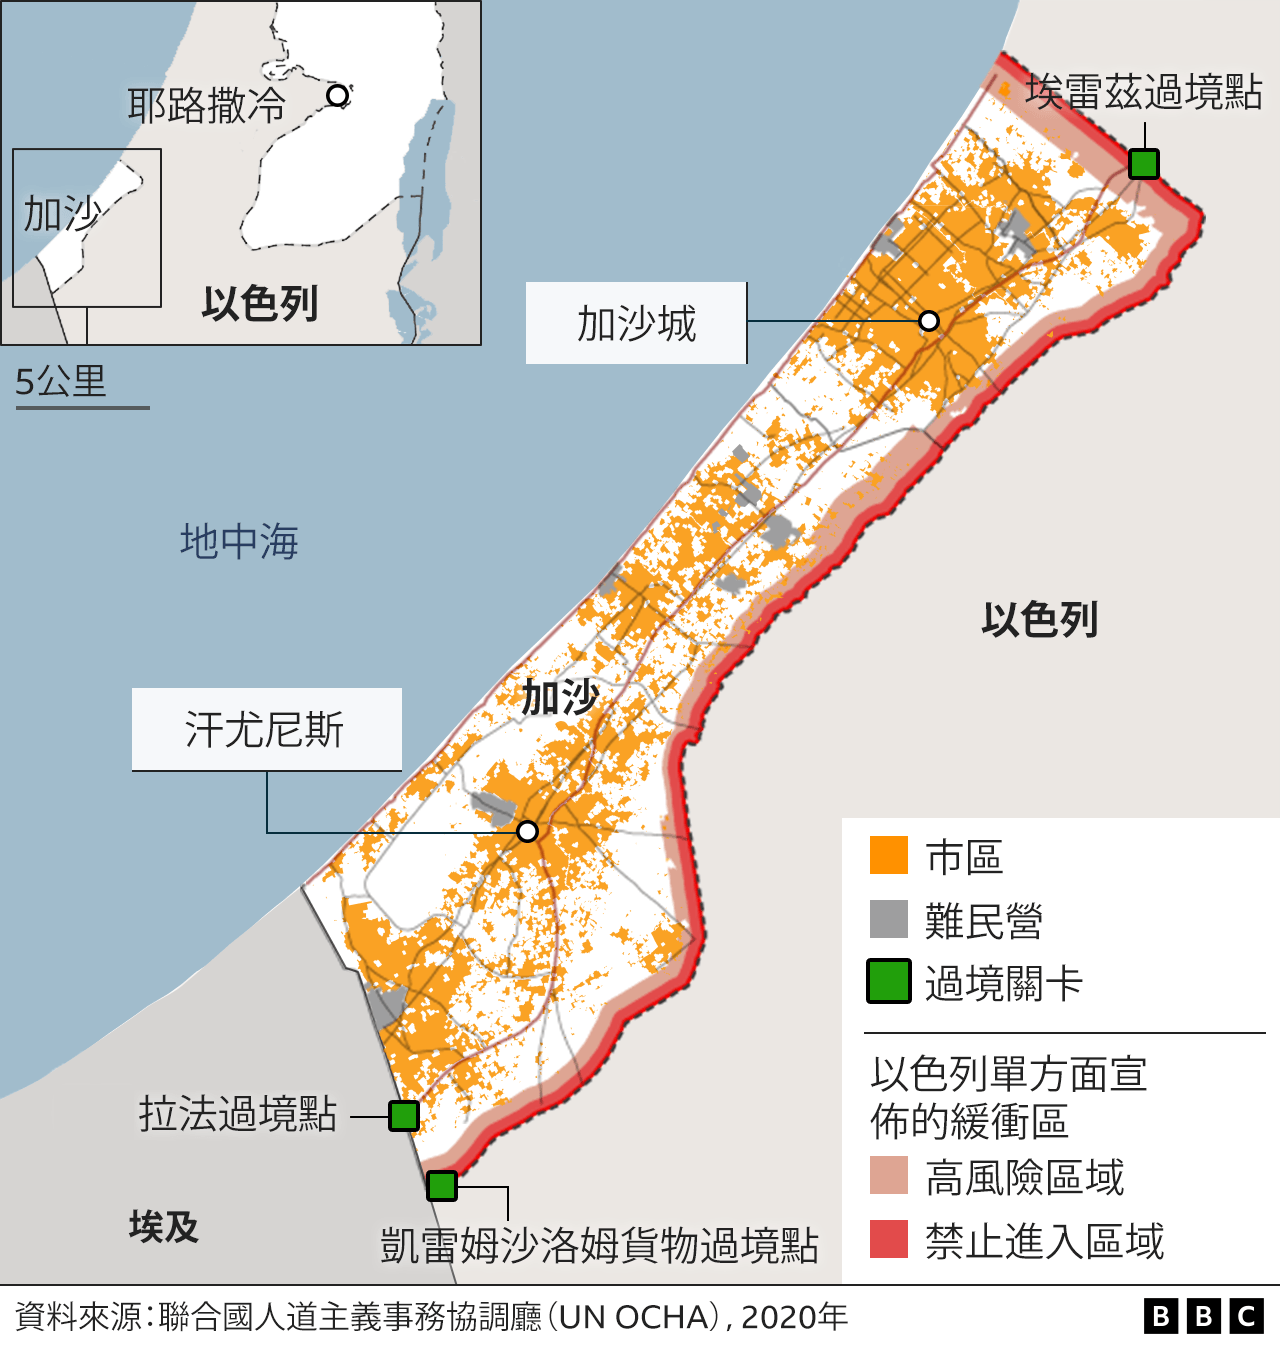 耶路撒冷
加沙
以色列
5公里
埃雷茲過境點
加沙城
地中海
以色列
加沙
汗尤尼斯
市區
難民營
過境關卡
以色列單方面宣
佈的緩衝區
高風險區域
禁止進入區域
拉法過境點
埃及
凱雷姆沙洛姆貨物過境點
資料來源：聯合國人道主義事務協調廳（UN OCHA），2020年
BBC